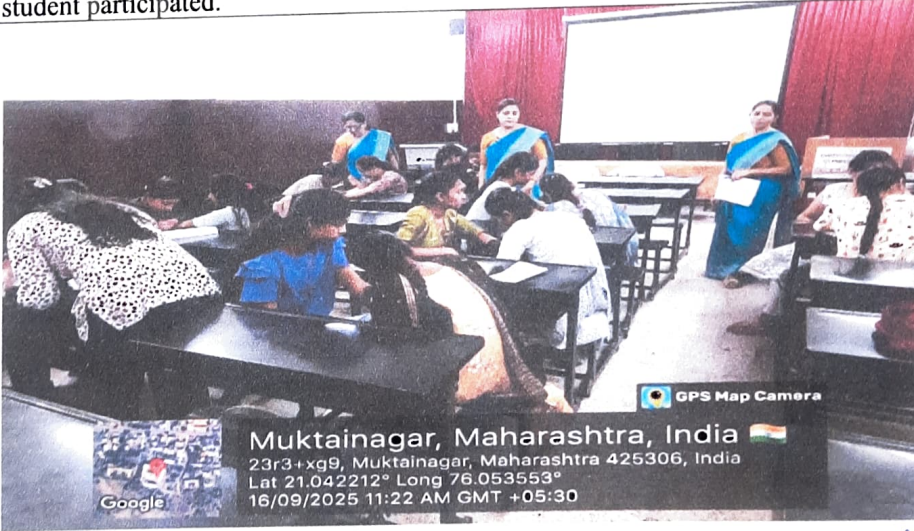 student participated.
GPS Map Camera
Muktainagar, Maharashtra, India
23r3+xg9, Muktainagar, Maharashtra 425306, India
Lat 21.042212° Long 76.053553°
16/09/2025 11:22 AM GMT +05:30
Google